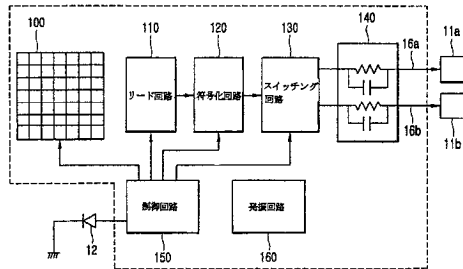 100
110
120
130
140
16a
11a
リード回路
符号化回路
スイッチング
回路
16b
11b
制御回路
発振回路
12
150
160